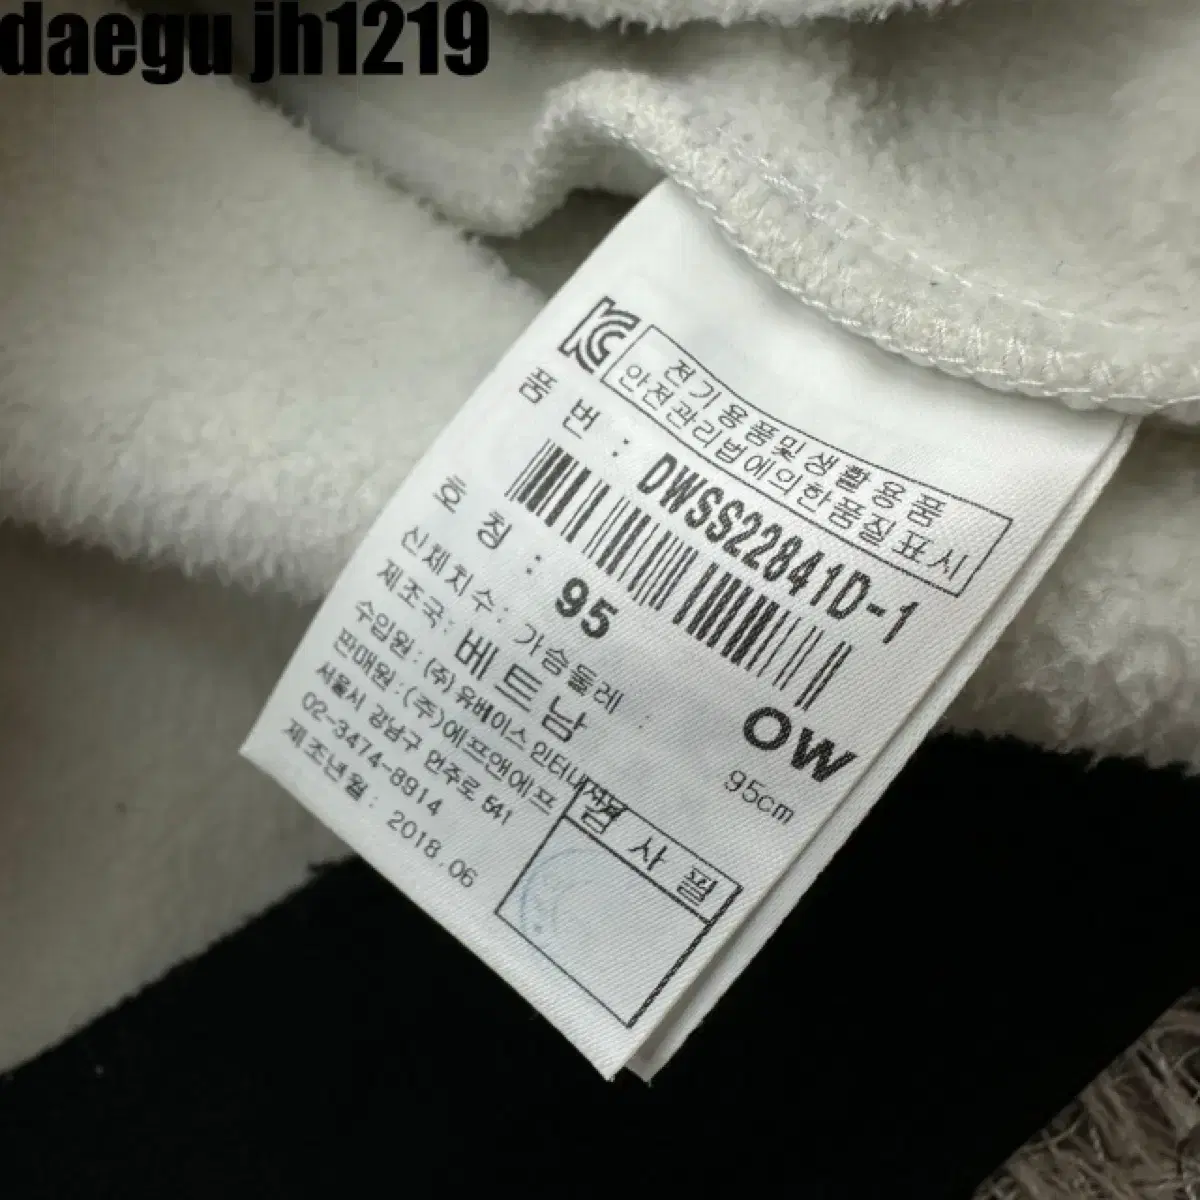 daegu jh1219
전기용품및생활용품
안전관리법에의한품질표시
품 번 : DWSS22841D-1
호 칭 : 95 OW
신체치수 : 가슴둘레 : 95cm
제조국 : 베트남
수입원 : (주)유베이스 인터내셔널
판매원 : (주)에프앤에프
서울시 강남구 언주로 541
02-3474-8914
제조년월 : 2018.06
검 사 필